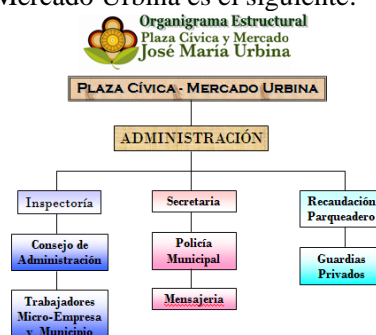 Mercado Urbina es el siguiente:
Organigrama Estructural
Plaza Cívica y Mercado
José María Urbina
PLAZA CÍVICA - MERCADO URBINA
ADMINISTRACIÓN
Inspectoría
Secretaria
Recaudación
Parqueadero
Consejo de
Administración
Policía
Municipal
Guardias
Privados
Trabajadores
Micro-Empresa
y Municipio
Mensajeria